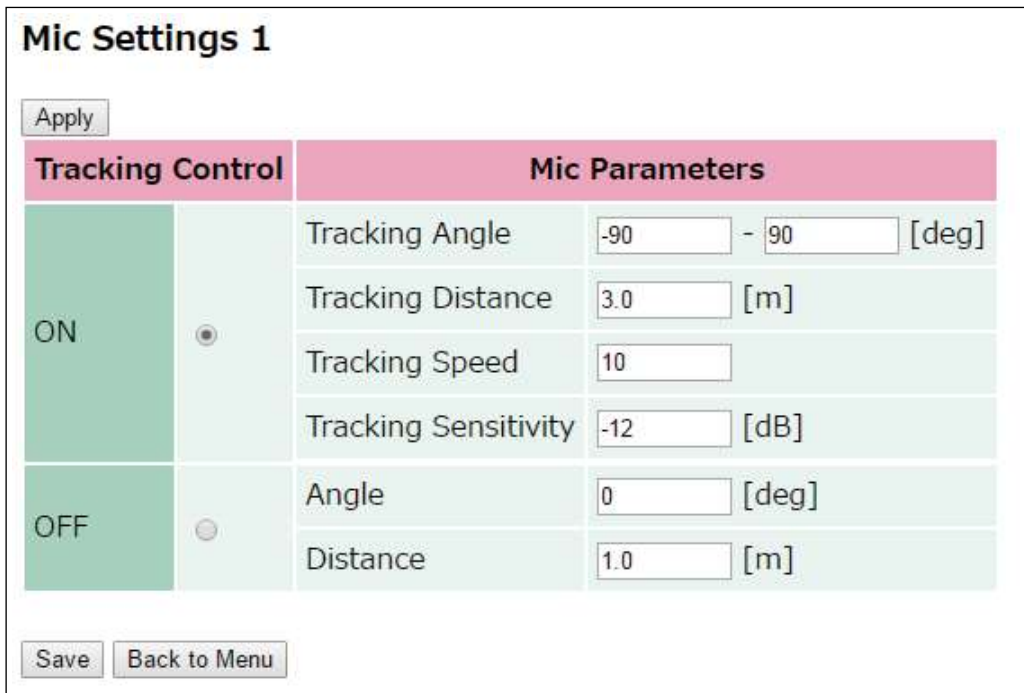 Mic Settings 1
Apply
Tracking Control Mic Parameters
ON
Tracking Angle -90 - 90 [deg]
Tracking Distance 3.0 [m]
Tracking Speed 10
Tracking Sensitivity -12 [dB]
OFF
Angle 0 [deg]
Distance 1.0 [m]
Save Back to Menu